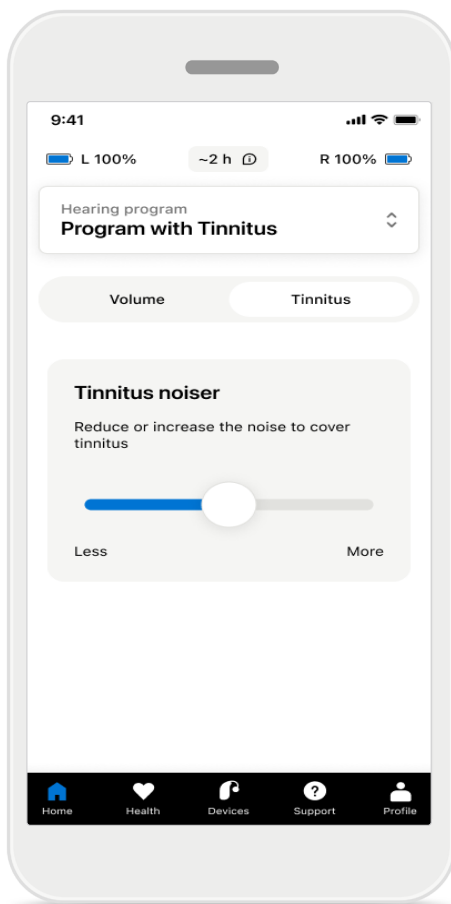 9:41
L 100% ~2 h R 100%
Hearing program
Program with Tinnitus
Volume Tinnitus
Tinnitus noiser
Reduce or increase the noise to cover
tinnitus
Less More
Home Health Devices Support Profile